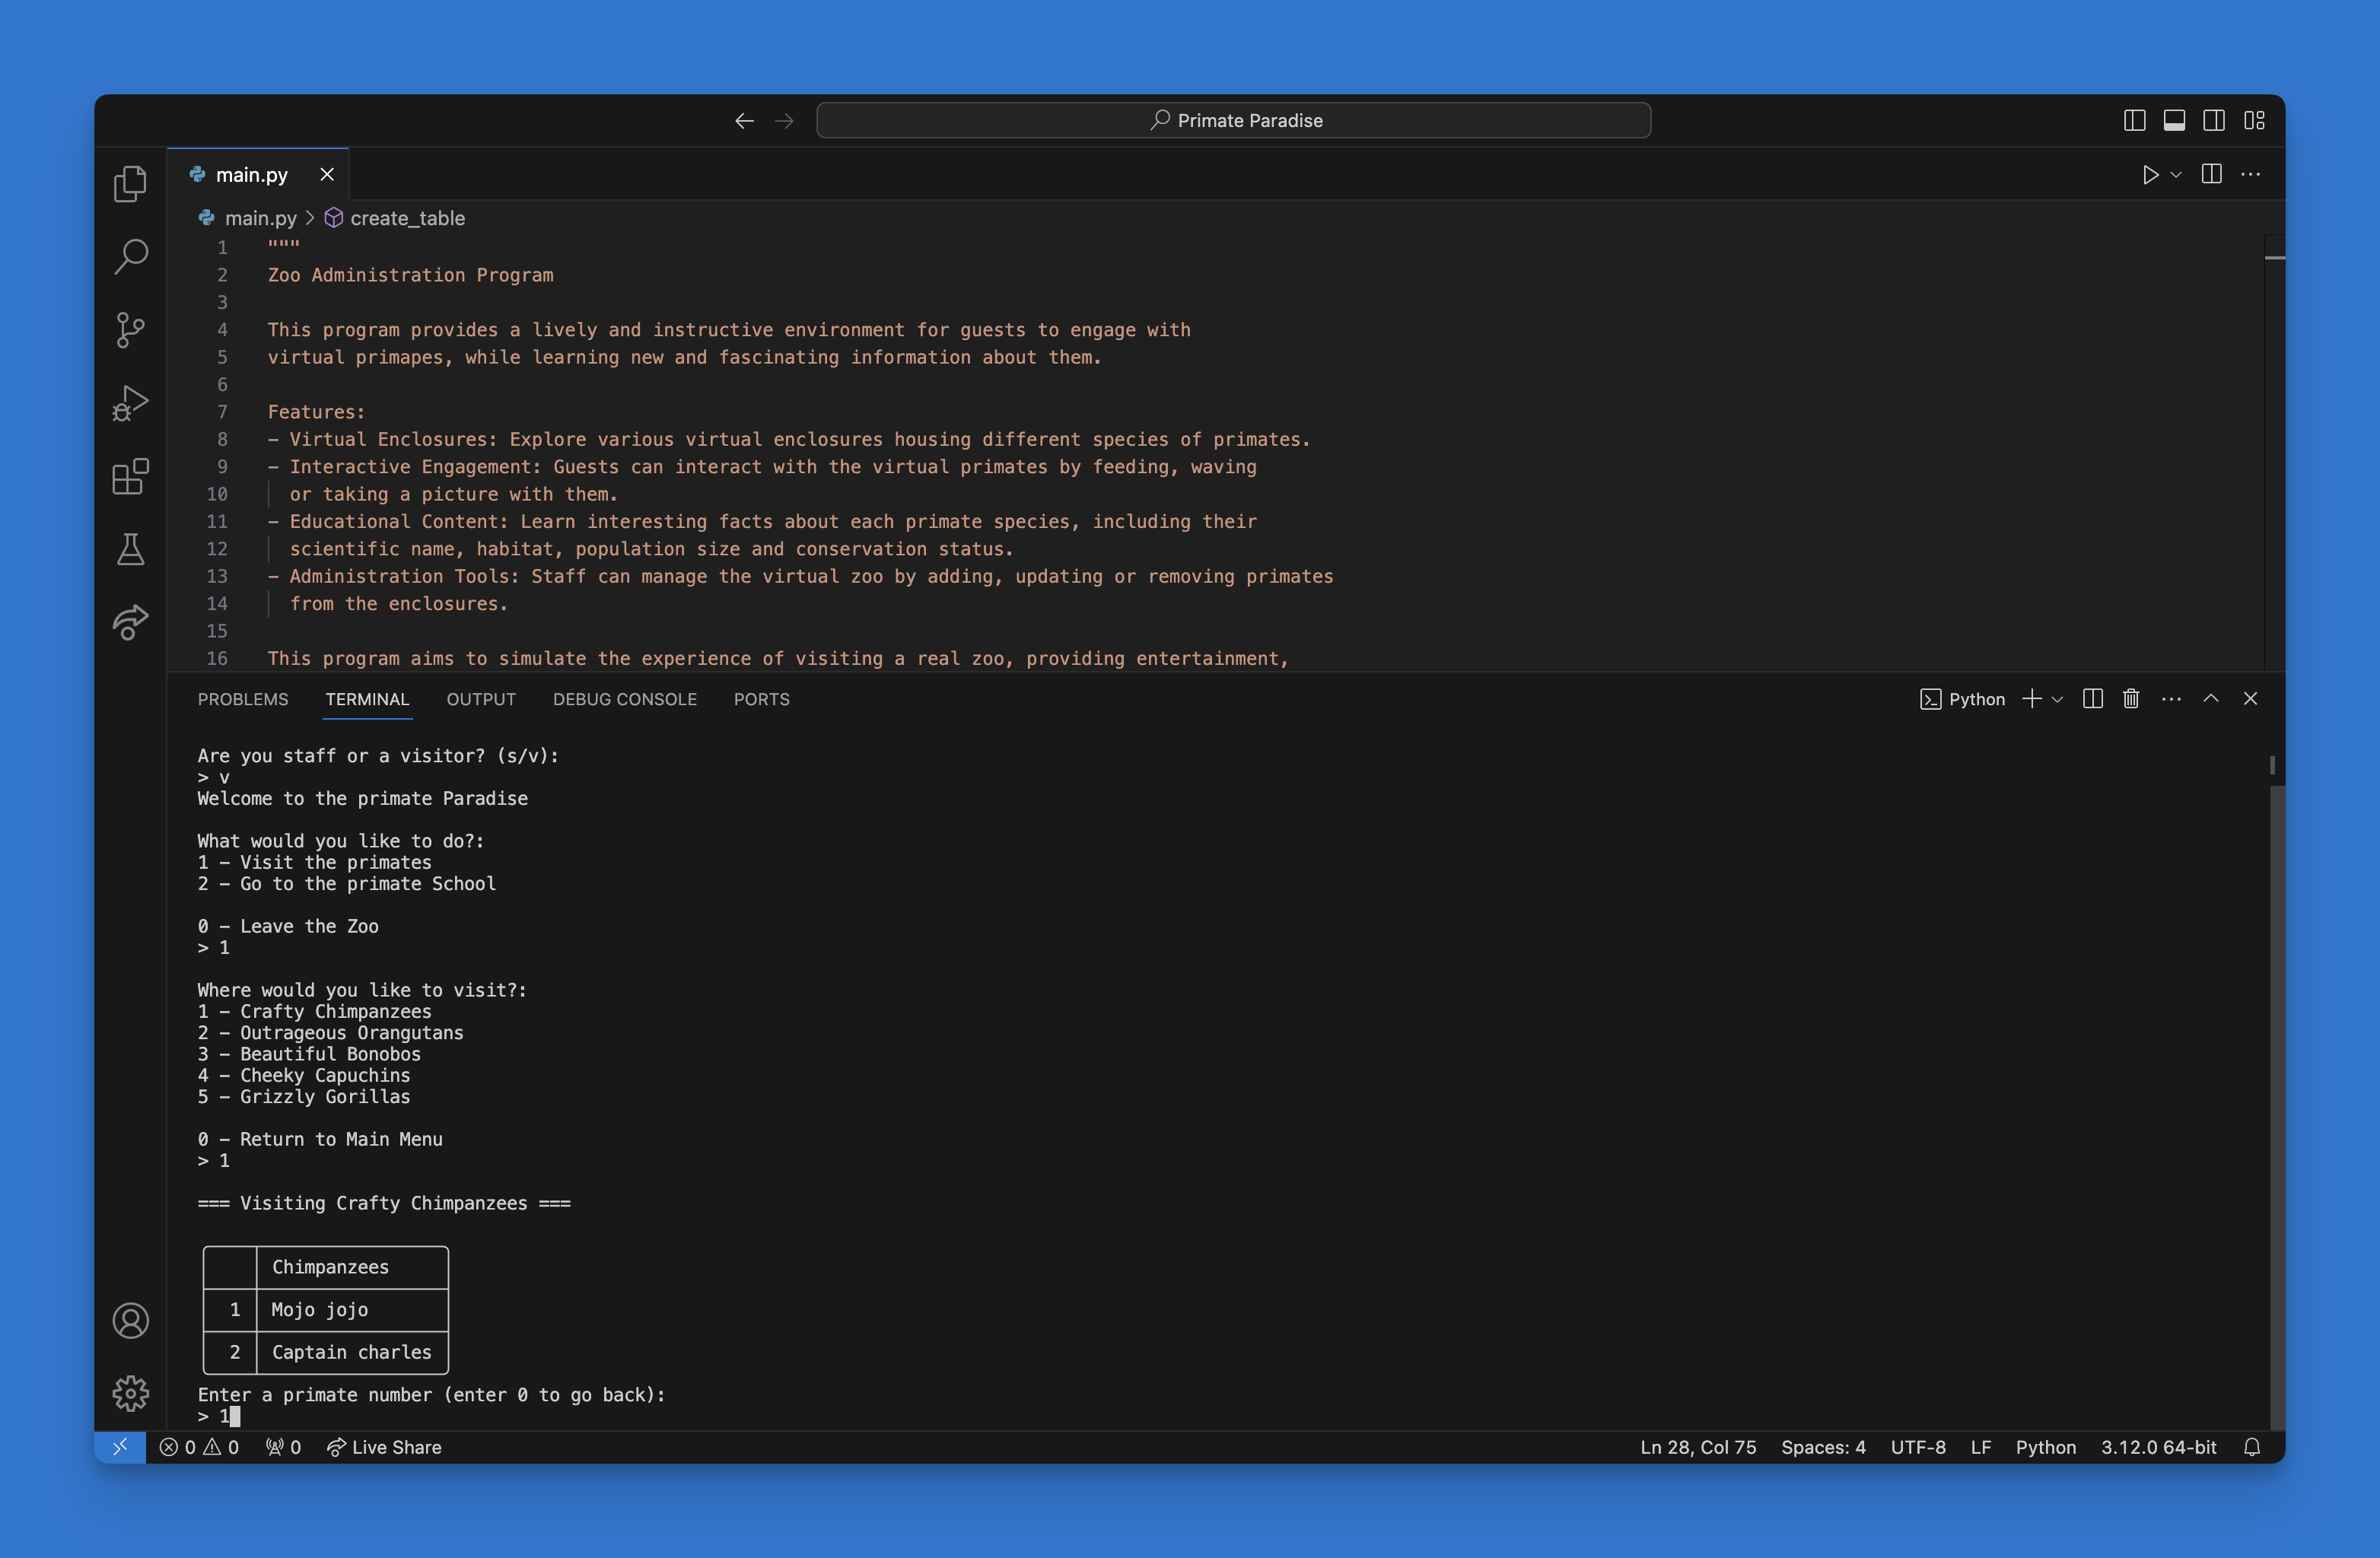 Primate Paradise
main.py
main.py > create_table
1 """
2 Zoo Administration Program
3
4 This program provides a lively and instructive environment for guests to engage with
5 virtual primapes, while learning new and fascinating information about them.
6
7 Features:
8 - Virtual Enclosures: Explore various virtual enclosures housing different species of primates.
9 - Interactive Engagement: Guests can interact with the virtual primates by feeding, waving
10 or taking a picture with them.
11 - Educational Content: Learn interesting facts about each primate species, including their
12 scientific name, habitat, population size and conservation status.
13 - Administration Tools: Staff can manage the virtual zoo by adding, updating or removing primates
14 from the enclosures.
15
16 This program aims to simulate the experience of visiting a real zoo, providing entertainment,
PROBLEMS TERMINAL OUTPUT DEBUG CONSOLE PORTS Python
Are you staff or a visitor? (s/v):
> v
Welcome to the primate Paradise
What would you like to do?:
1 - Visit the primates
2 - Go to the primate School
0 - Leave the Zoo
> 1
Where would you like to visit?:
1 - Crafty Chimpanzees
2 - Outrageous Orangutans
3 - Beautiful Bonobos
4 - Cheeky Capuchins
5 - Grizzly Gorillas
0 - Return to Main Menu
> 1
=== Visiting Crafty Chimpanzees ===
Chimpanzees
1 Mojo jojo
2 Captain charles
Enter a primate number (enter 0 to go back):
> 1
0 0 0 Live Share Ln 28, Col 75 Spaces: 4 UTF-8 LF Python 3.12.0 64-bit